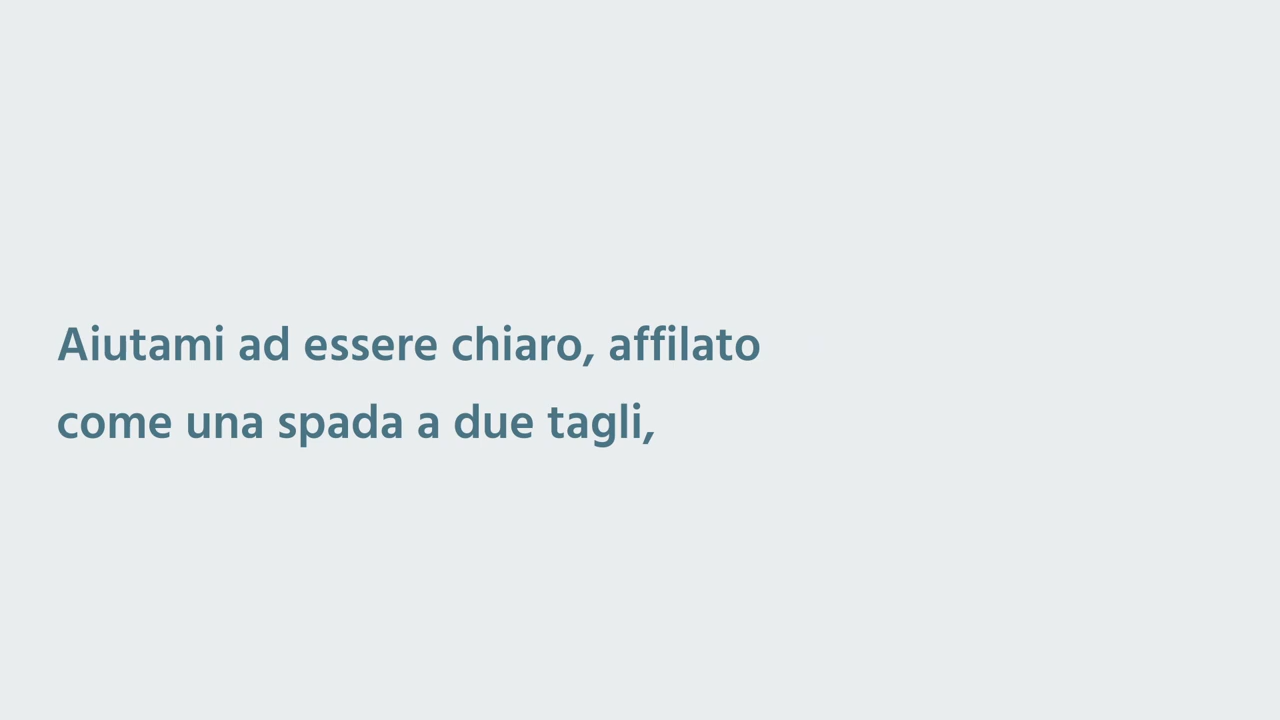 Aiutami ad essere chiaro, affilato
come una spada a due tagli,